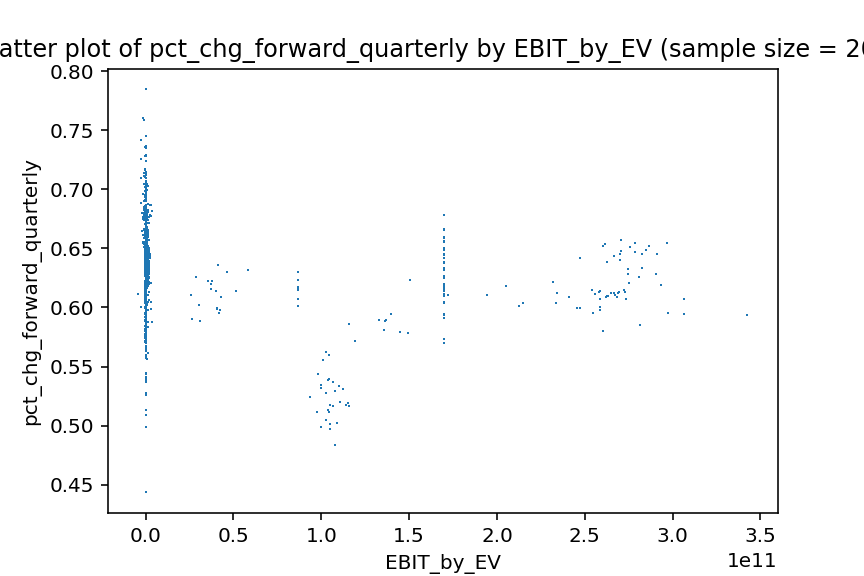 atter plot of pct_chg_forward_quarterly by EBIT_by_EV (sample size = 20
0.80
0.75
0.70
0.65
0.60
0.55
0.50
0.45
pct_chg_forward_quarterly
0.0 0.5 1.0 1.5 2.0 2.5 3.0 3.5
1e11
EBIT_by_EV